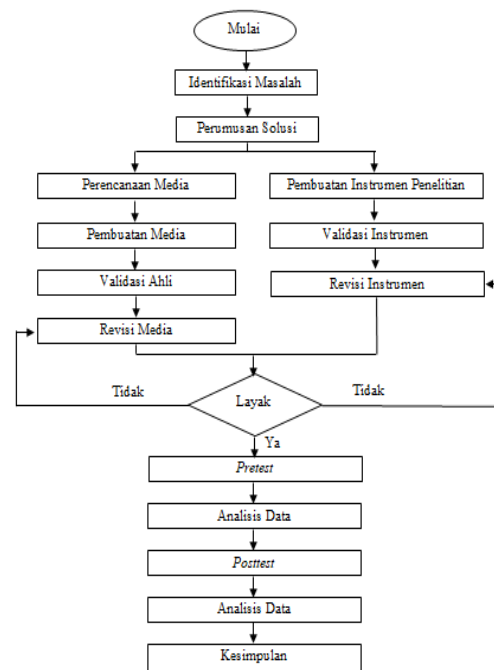 Mulai
Identifikasi Masalah
Perumusan Solusi
Perencanaan Media
Pembuatan Instrumen Penelitian
Pembuatan Media
Validasi Instrumen
Validasi Ahli
Revisi Instrumen
Revisi Media
Tidak
Layak
Tidak
Ya
Pretest
Analisis Data
Posttest
Analisis Data
Kesimpulan